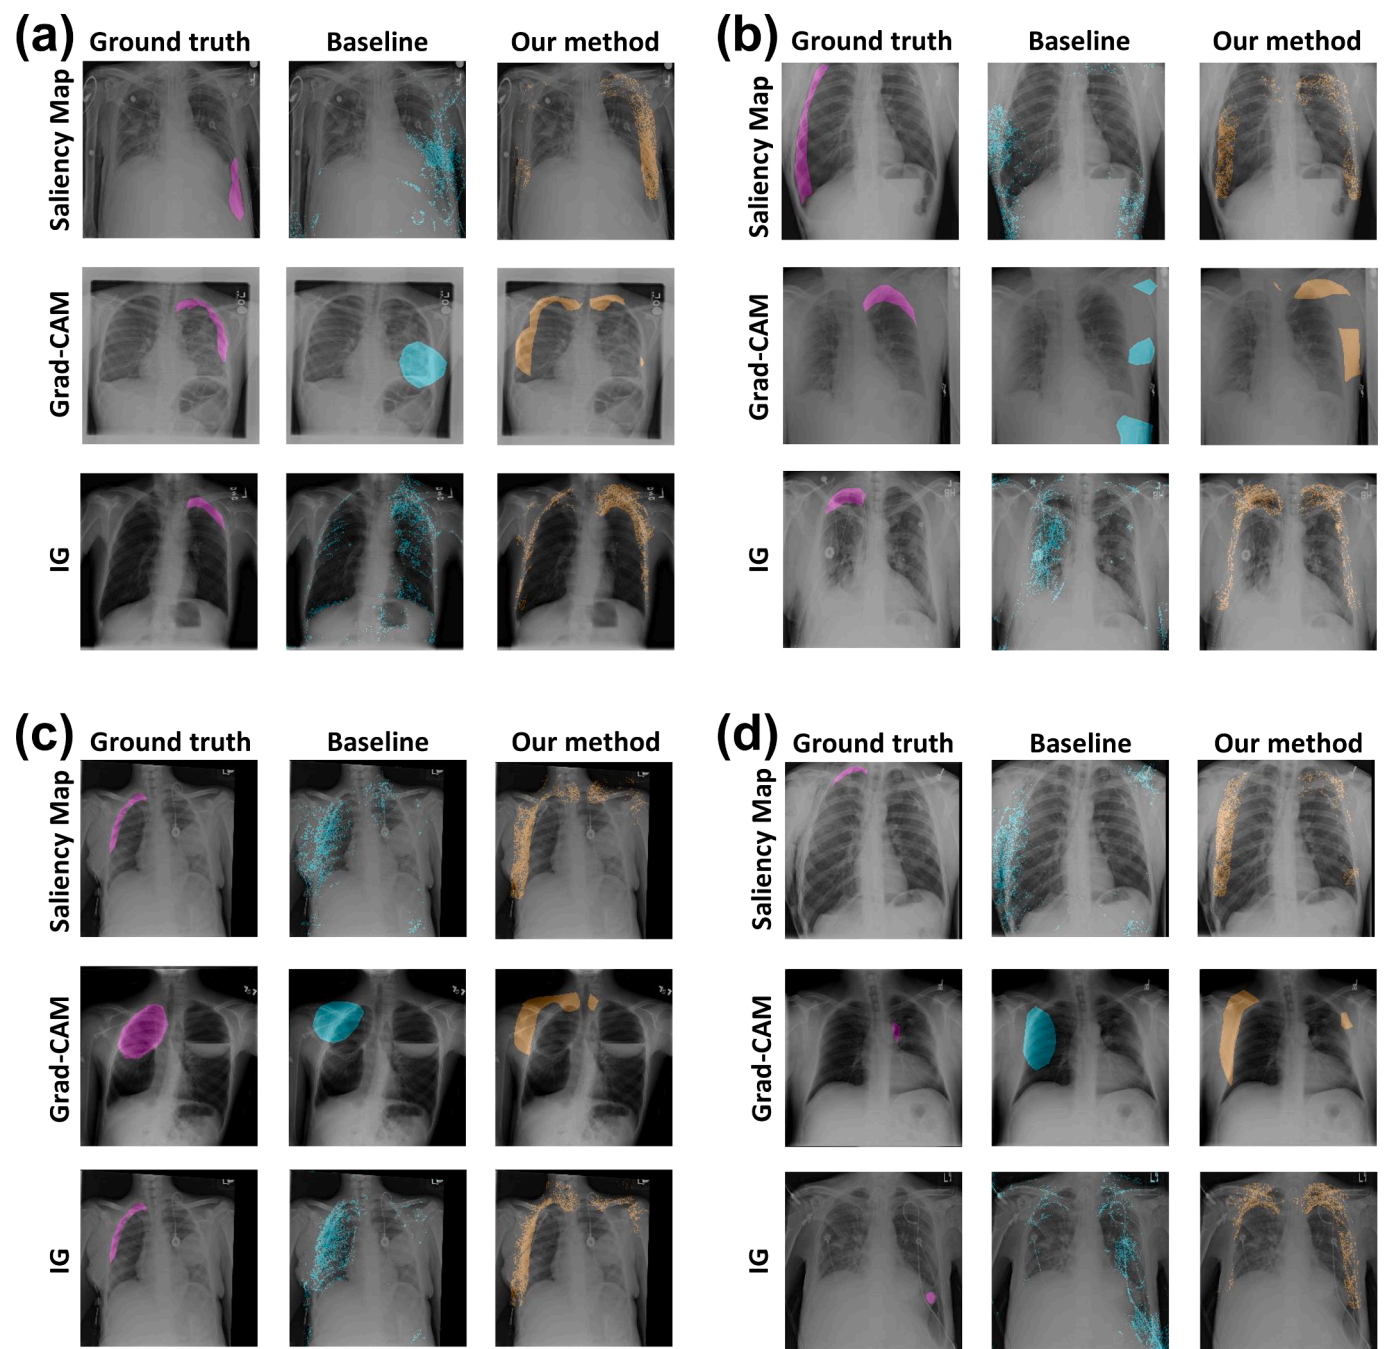 (a) Ground truth Baseline Our method
Saliency Map
Grad-CAM
IG
(b) Ground truth Baseline Our method
Saliency Map
Grad-CAM
IG
(c) Ground truth Baseline Our method
Saliency Map
Grad-CAM
IG
(d) Ground truth Baseline Our method
Saliency Map
Grad-CAM
IG